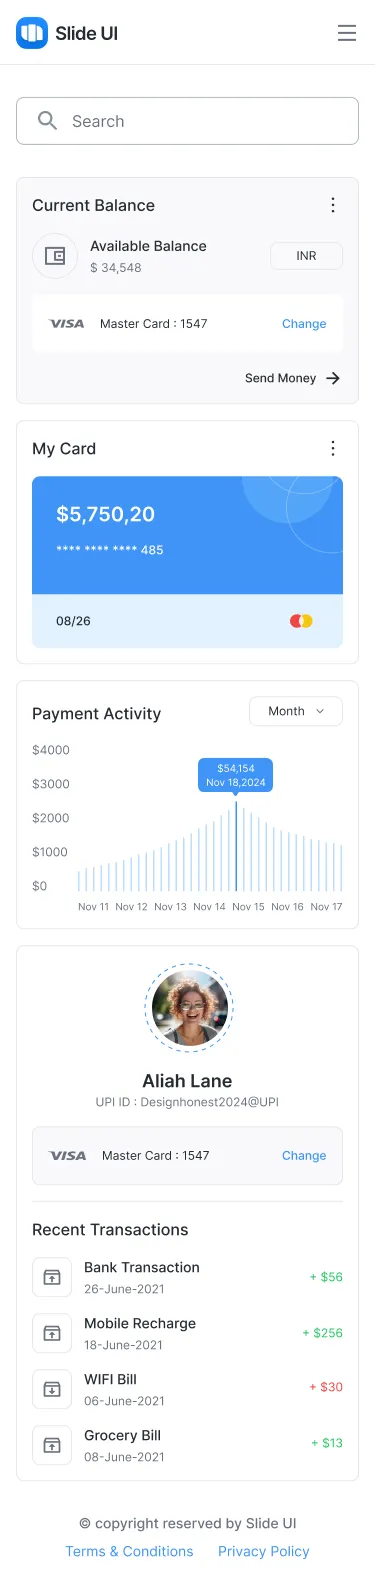 Slide UI
Search
Current Balance
Available Balance
$ 34,548
INR
VISA Master Card : 1547 Change
Send Money
My Card
$5,750,20
**** **** **** 485
08/26
Payment Activity
Month
$4000
$3000
$2000
$1000
$0
$54,154
Nov 18,2024
Nov 11 Nov 12 Nov 13 Nov 14 Nov 15 Nov 16 Nov 17
Aliah Lane
UPI ID : Designhonest2024@UPI
VISA Master Card : 1547 Change
Recent Transactions
Bank Transaction
26-June-2021
+ $56
Mobile Recharge
18-June-2021
+ $256
WIFI Bill
06-June-2021
+ $30
Grocery Bill
08-June-2021
+ $13
© copyright reserved by Slide UI
Terms & Conditions Privacy Policy